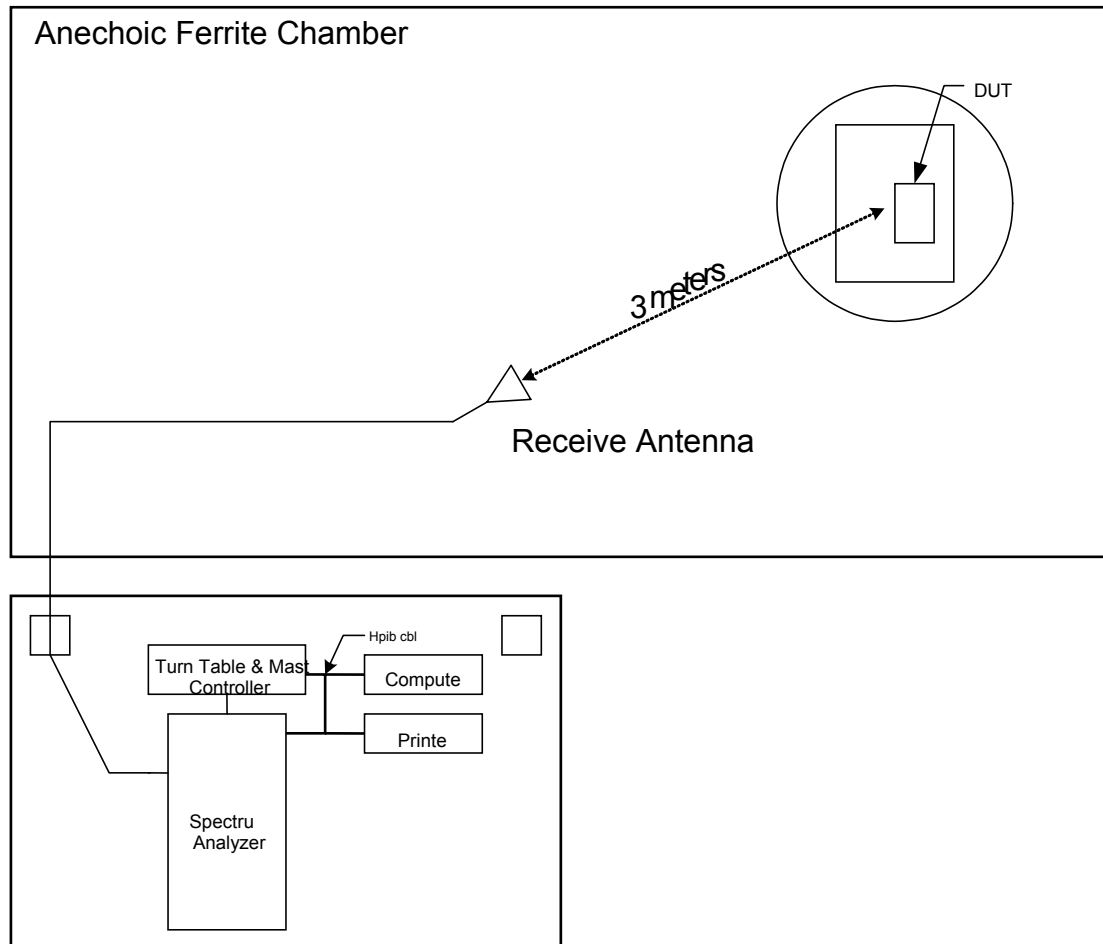 Anechoic Ferrite Chamber
DUT
3 meters
Receive Antenna
Hpib cbl
Turn Table & Mast
Controller
Compute
Printe
Spectru
Analyzer